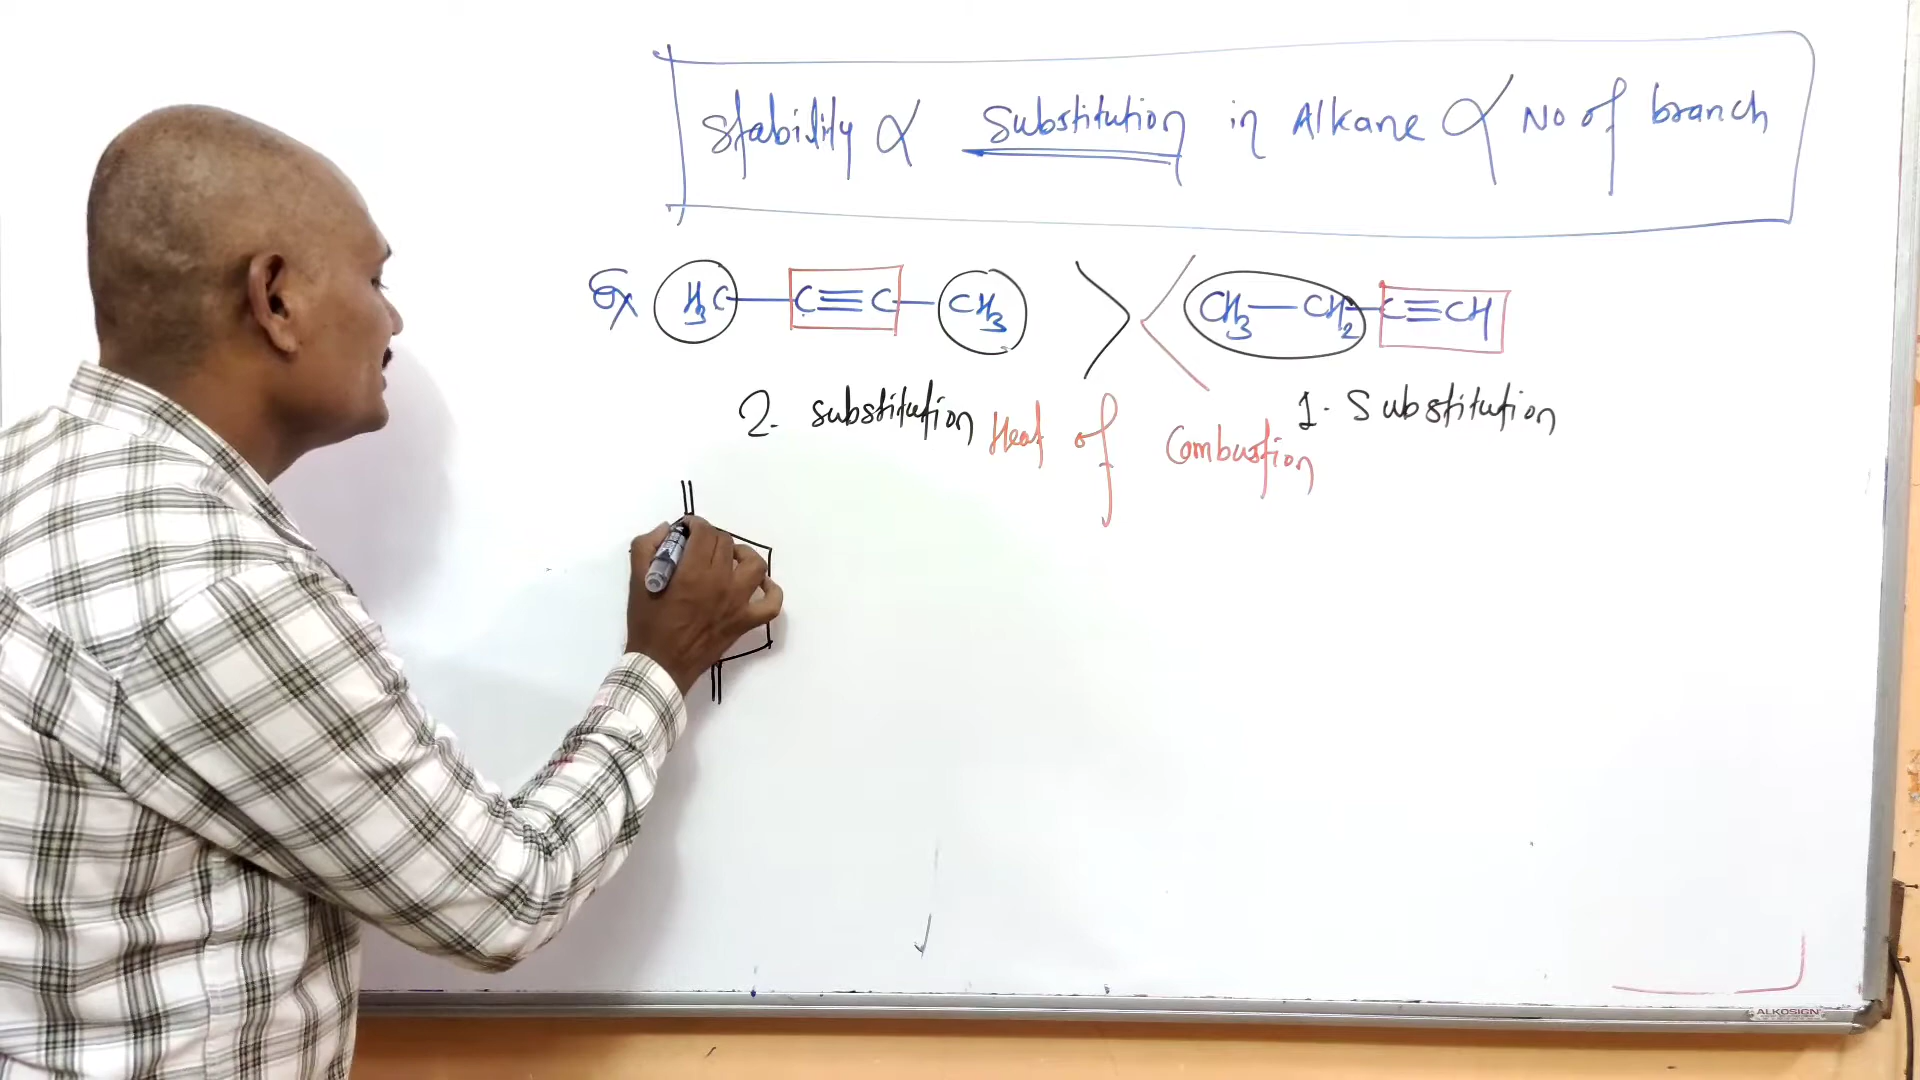 Stability ∝ Substitution in Alkane ∝ No of branch
Ex H₃C—C≡C—CH₃ > < CH₃—CH₂—C≡CH
2. substitution 1. Substitution
Heat of Combustion
ALKOSIGN